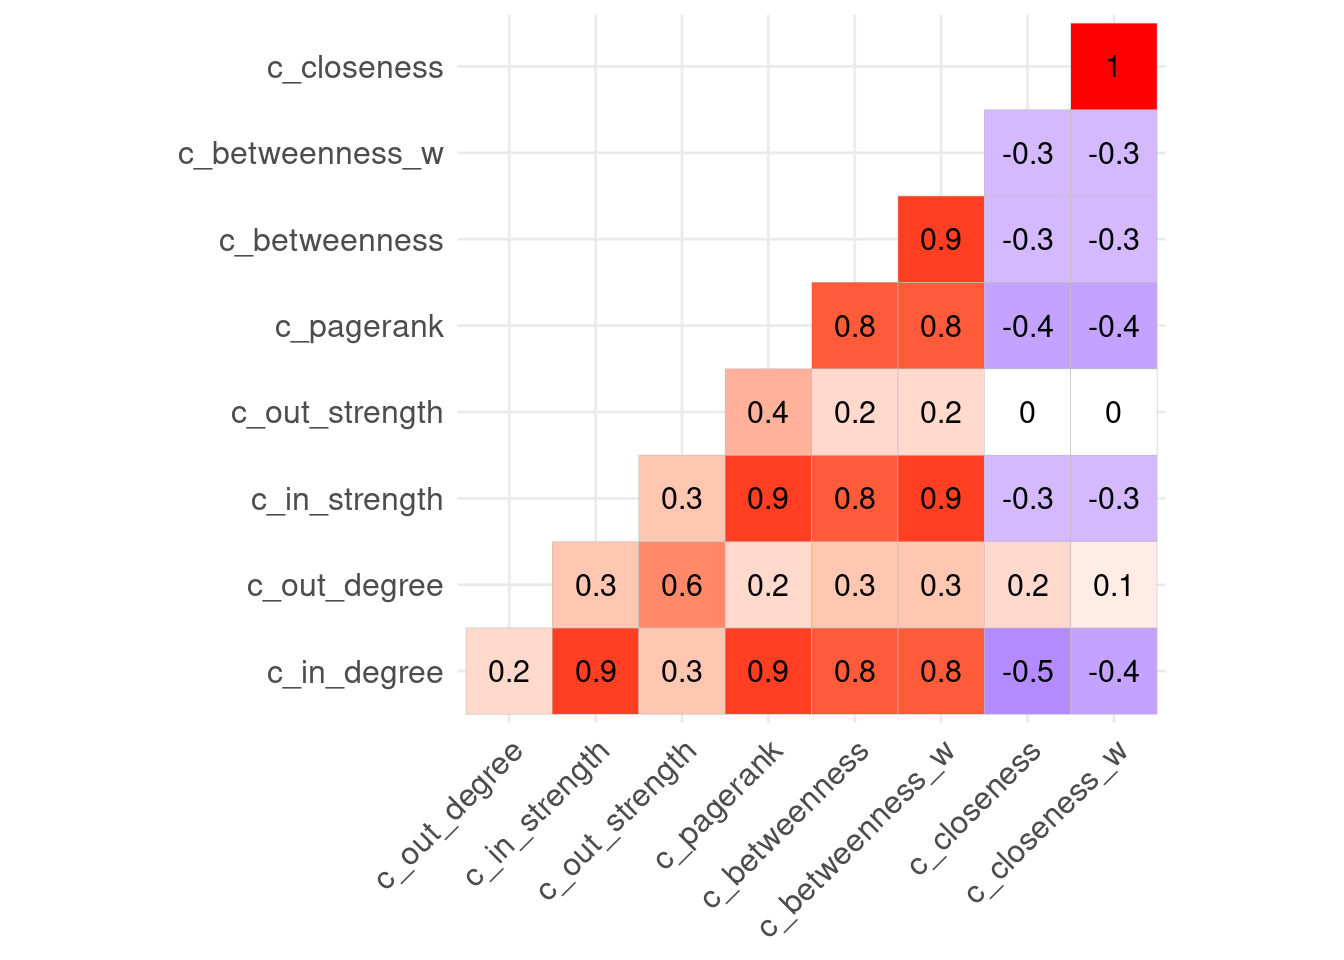 c_closeness 1
c_betweenness_w -0.3 -0.3
c_betweenness 0.9 -0.3 -0.3
c_pagerank 0.8 0.8 -0.4 -0.4
c_out_strength 0.4 0.2 0.2 0 0
c_in_strength 0.3 0.9 0.8 0.9 -0.3 -0.3
c_out_degree 0.3 0.6 0.2 0.3 0.3 0.2 0.1
c_in_degree 0.2 0.9 0.3 0.9 0.8 0.8 -0.5 -0.4
c_out_degree
c_in_strength
c_out_strength
c_pagerank
c_betweenness
c_betweenness_w
c_closeness
c_closeness_w